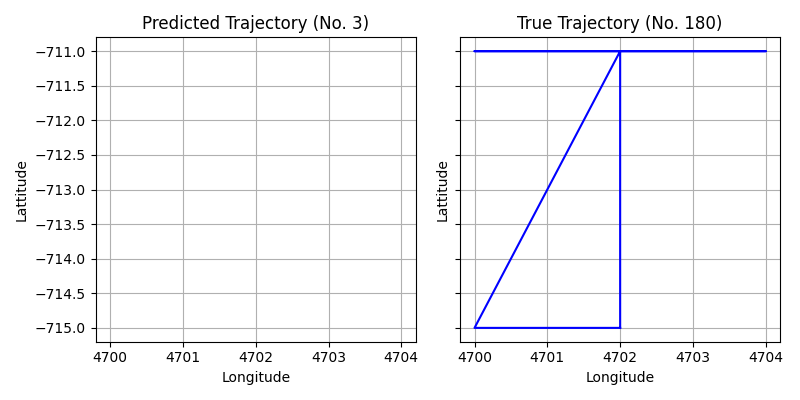 Predicted Trajectory (No. 3)
−711.0
−711.5
−712.0
−712.5
−713.0
−713.5
−714.0
−714.5
−715.0
Lattitude
4700 4701 4702 4703 4704
Longitude
True Trajectory (No. 180)
Lattitude
4700 4701 4702 4703 4704
Longitude